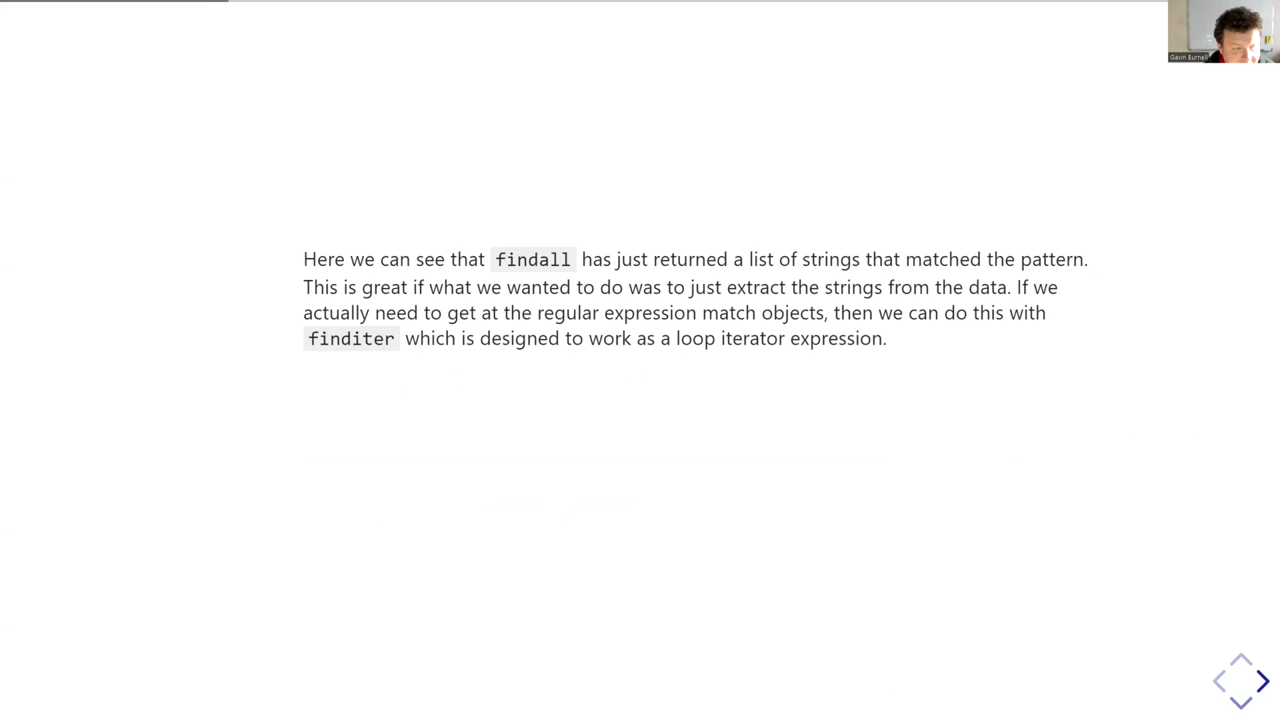 Gavin Burnell
Here we can see that findall has just returned a list of strings that matched the pattern.
This is great if what we wanted to do was to just extract the strings from the data. If we
actually need to get at the regular expression match objects, then we can do this with
finditer which is designed to work as a loop iterator expression.